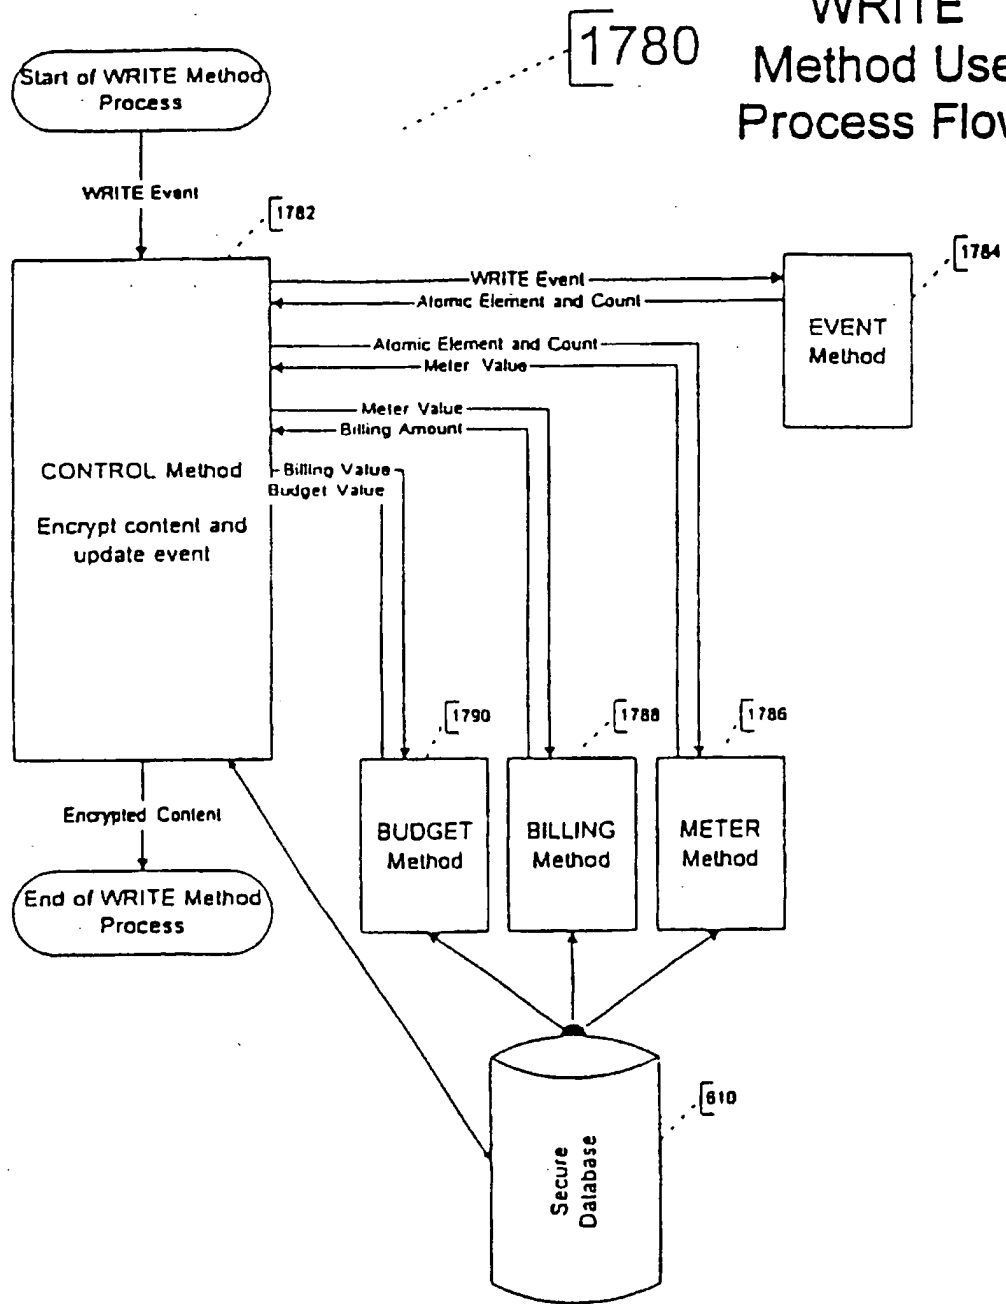 1780
WRITE
Method Use
Process Flow
Start of WRITE Method
Process
WRITE Event
1782
1784
WRITE Event
Atomic Element and Count
EVENT
Method
Atomic Element and Count
Meter Value
Meter Value
Billing Amount
CONTROL Method
Encrypt content and
update event
Billing Value
Budget Value
1790
1788
1786
Encrypted Content
BUDGET
Method
BILLING
Method
METER
Method
End of WRITE Method
Process
610
Secure
Database